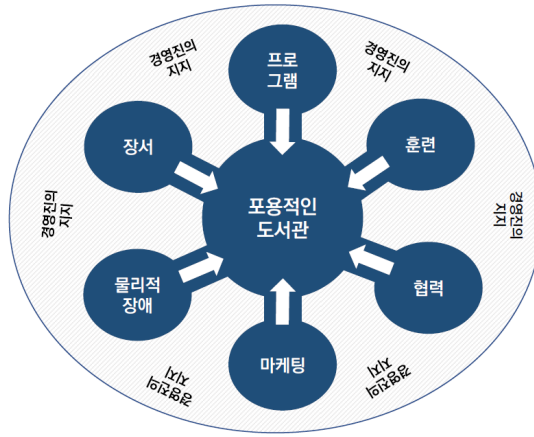 경영진의
지지
프로
그램
경영진의
지지
장서
훈련
경영진의
지지
포용적인
도서관
경영진의
지지
물리적
장애
협력
마케팅
경영진의
지지
경영진의
지지